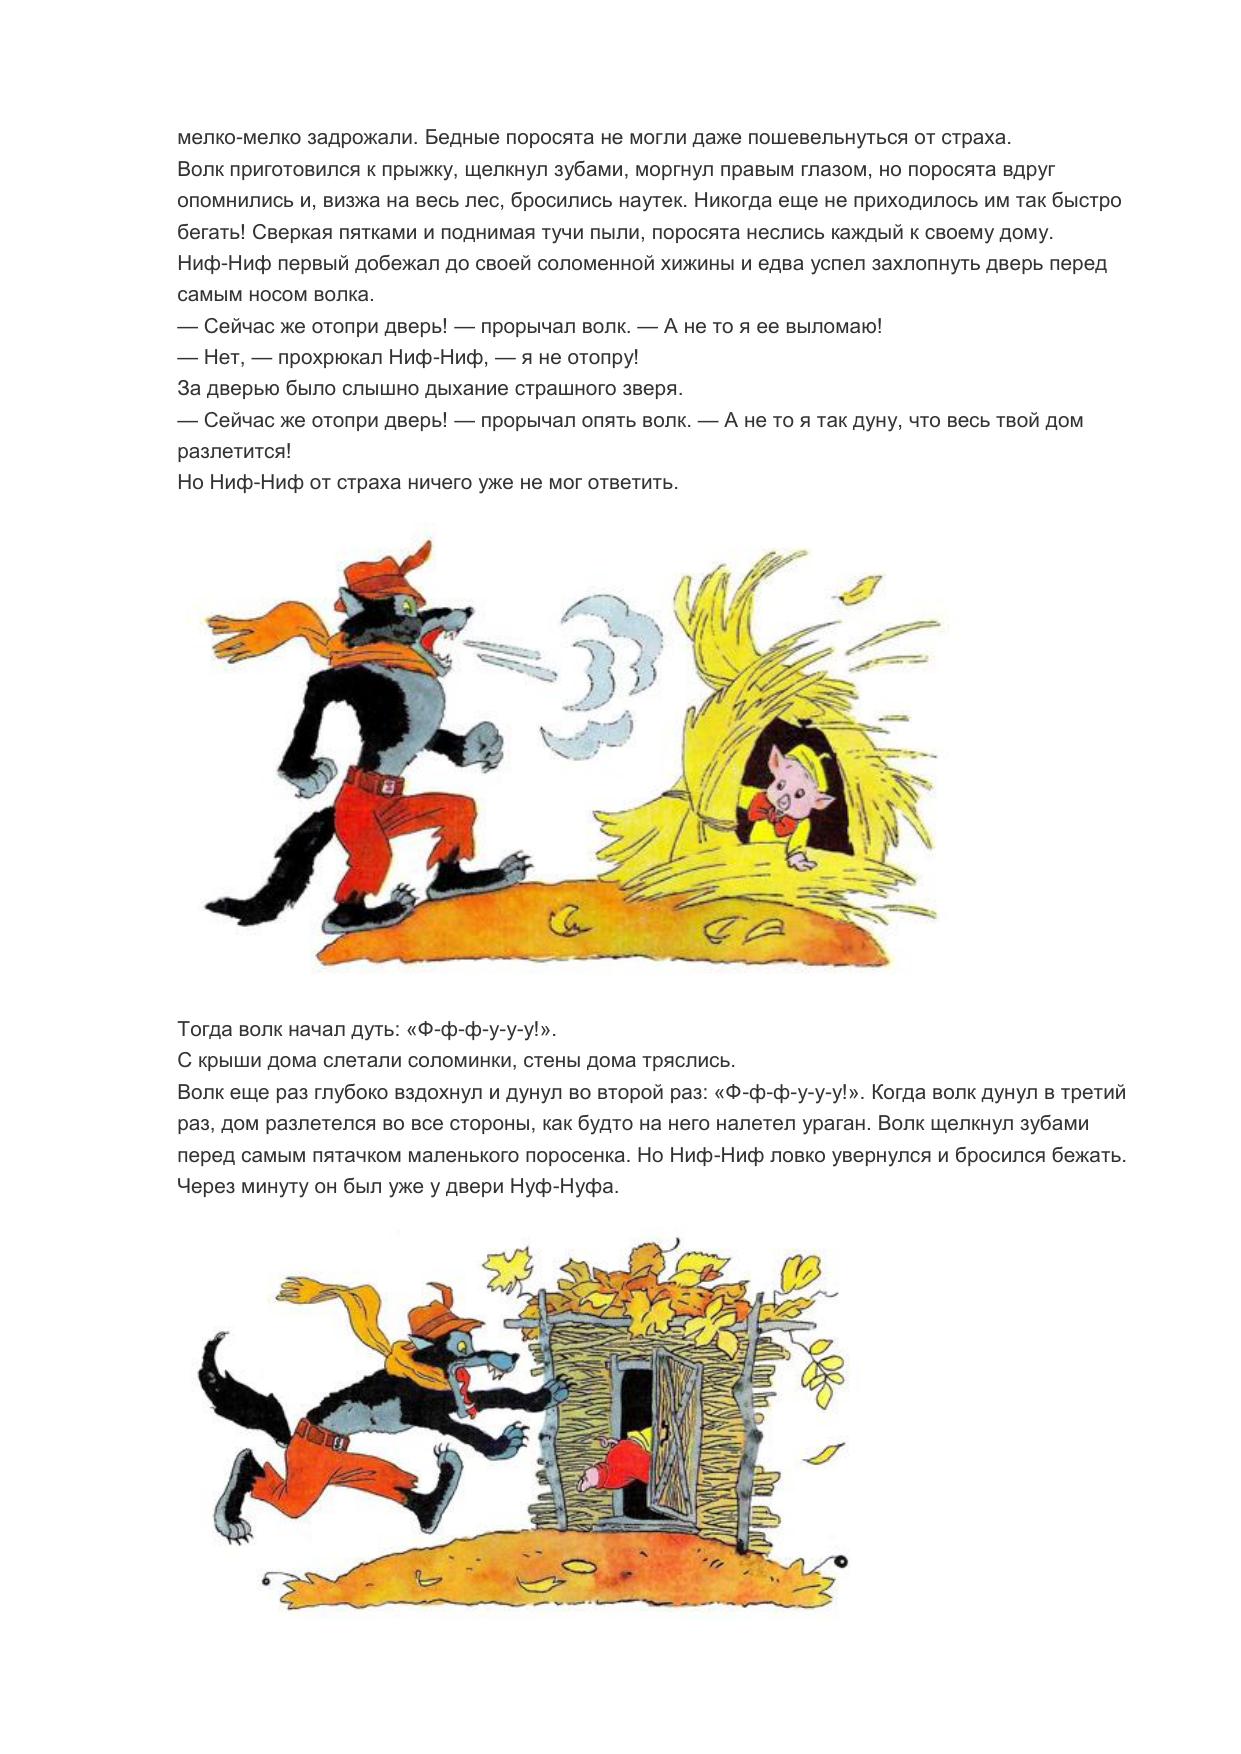 мелко-мелко задрожали. Бедные поросята не могли даже пошевельнуться от страха.
Волк приготовился к прыжку, щелкнул зубами, моргнул правым глазом, но поросята вдруг
опомнились и, визжа на весь лес, бросились наутек. Никогда еще не приходилось им так быстро
бегать! Сверкая пятками и поднимая тучи пыли, поросята неслись каждый к своему дому.
Ниф-Ниф первый добежал до своей соломенной хижины и едва успел захлопнуть дверь перед
самым носом волка.
— Сейчас же отопри дверь! — прорычал волк. — А не то я ее выломаю!
— Нет, — прохрюкал Ниф-Ниф, — я не отопру!
За дверью было слышно дыхание страшного зверя.
— Сейчас же отопри дверь! — прорычал опять волк. — А не то я так дуну, что весь твой дом
разлетится!
Но Ниф-Ниф от страха ничего уже не мог ответить.
Тогда волк начал дуть: «Ф-ф-ф-у-у-у!».
С крыши дома слетали соломинки, стены дома тряслись.
Волк еще раз глубоко вздохнул и дунул во второй раз: «Ф-ф-ф-у-у-у!». Когда волк дунул в третий
раз, дом разлетелся во все стороны, как будто на него налетел ураган. Волк щелкнул зубами
перед самым пятачком маленького поросенка. Но Ниф-Ниф ловко увернулся и бросился бежать.
Через минуту он был уже у двери Нуф-Нуфа.